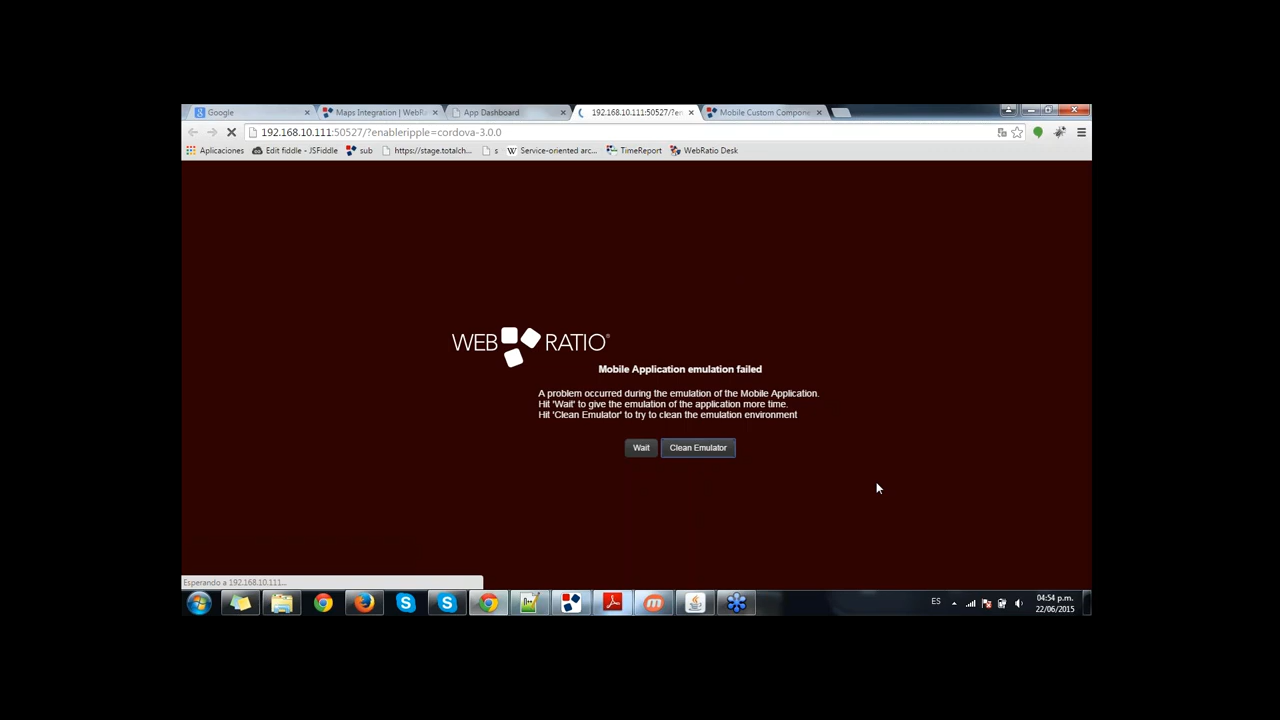 Google
Maps Integration | WebRa
App Dashboard
192.168.10.111:50527/?en
Mobile Custom Compone
192.168.10.111:50527/?enableripple=cordova-3.0.0
Aplicaciones
Edit fiddle - JSFiddle
sub
https://stage.totalch...
s
W Service-oriented arc...
TimeReport
WebRatio Desk
WEB RATIO®
Mobile Application emulation failed
A problem occurred during the emulation of the Mobile Application.
Hit 'Wait' to give the emulation of the application more time.
Hit 'Clean Emulator' to try to clean the emulation environment
Wait
Clean Emulator
Esperando a 192.168.10.111...
ES
04:54 p.m.
22/06/2015